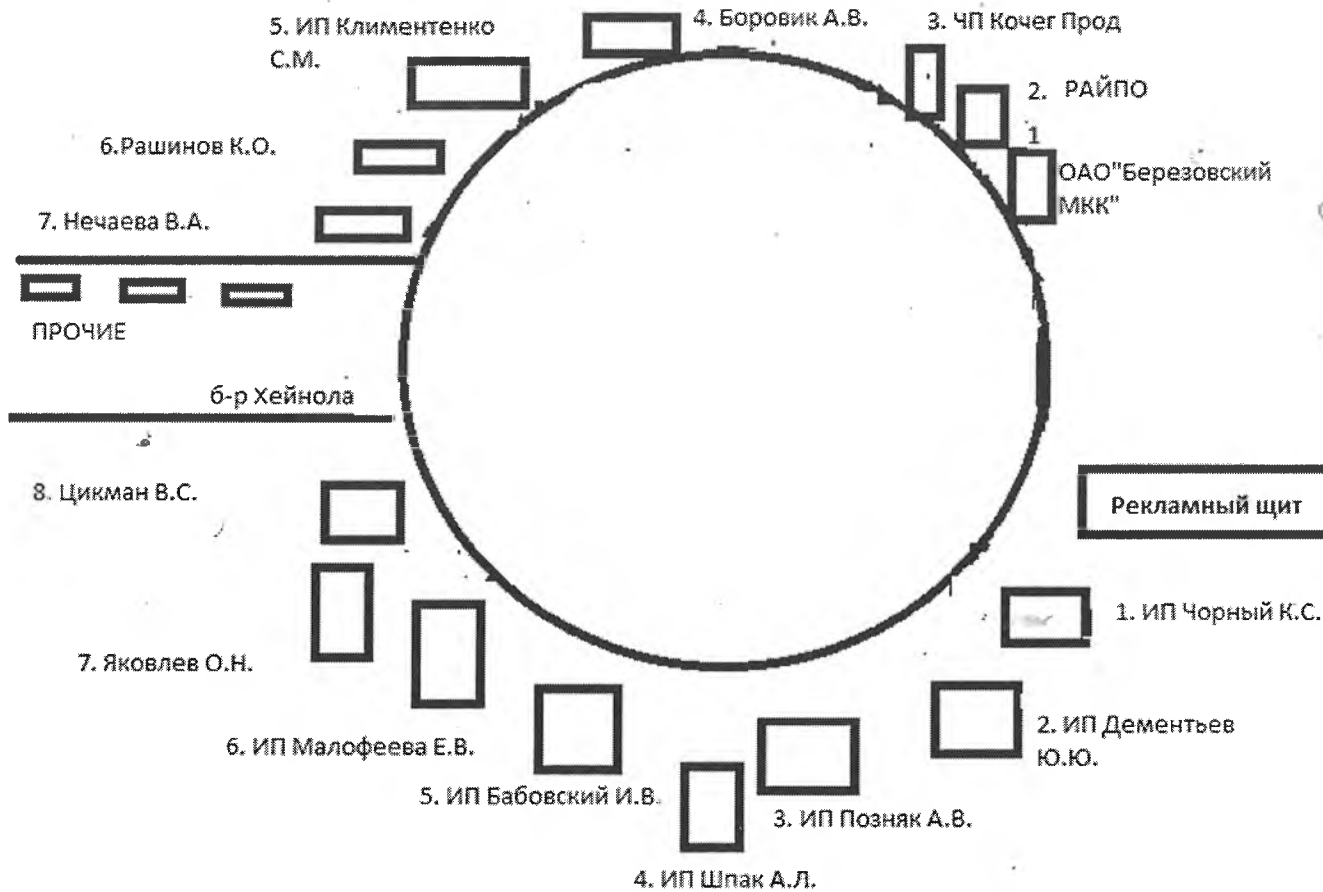 4. Боровик А.В.
3. ЧП Кочег Прод
5. ИП Климентенко
С.М.
2. РАЙПО
1
ОАО"Березовский
МКК"
6.Рашинов К.О.
7. Нечаева В.А.
ПРОЧИЕ
б-р Хейнола
8. Цикман В.С.
Рекламный щит
1. ИП Чорный К.С.
7. Яковлев О.Н.
2. ИП Дементьев
Ю.Ю.
6. ИП Малофеева Е.В.
5. ИП Бабовский И.В.
3. ИП Позняк А.В.
4. ИП Шпак А.Л.